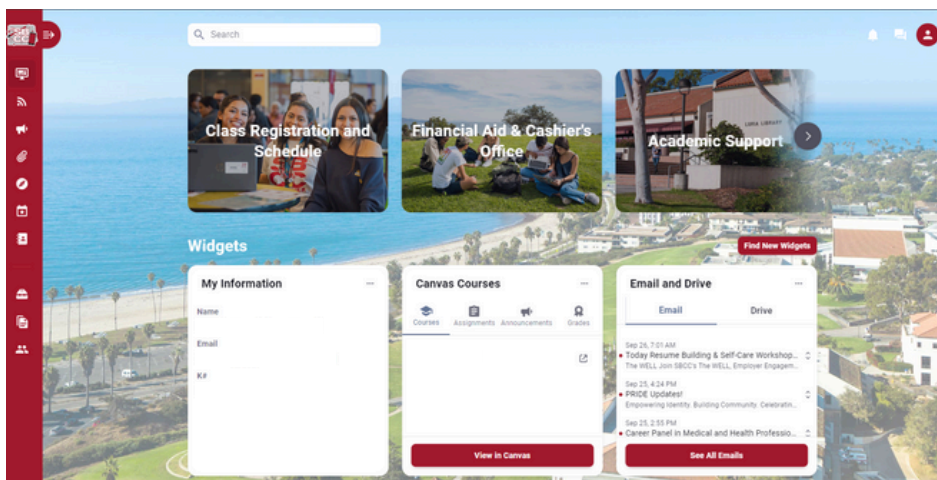 SB
CC
Search
Class Registration and
Schedule
Financial Aid & Cashier's
Office
Academic Support
LURIA LIBRARY
Widgets
Find New Widgets
My Information
Name
Email
K#
Canvas Courses
Courses
Assignments
Announcements
Grades
View in Canvas
Email and Drive
Email
Drive
Sep 26, 7:01 AM
Today Resume Building & Self-Care Workshop...
The WELL Join SBCC's The WELL, Employer Engagem...
Sep 25, 4:24 PM
PRIDE Updates!
Empowering Identity. Building Community. Celebratin...
Sep 25, 2:55 PM
Career Panel in Medical and Health Professio...
See All Emails